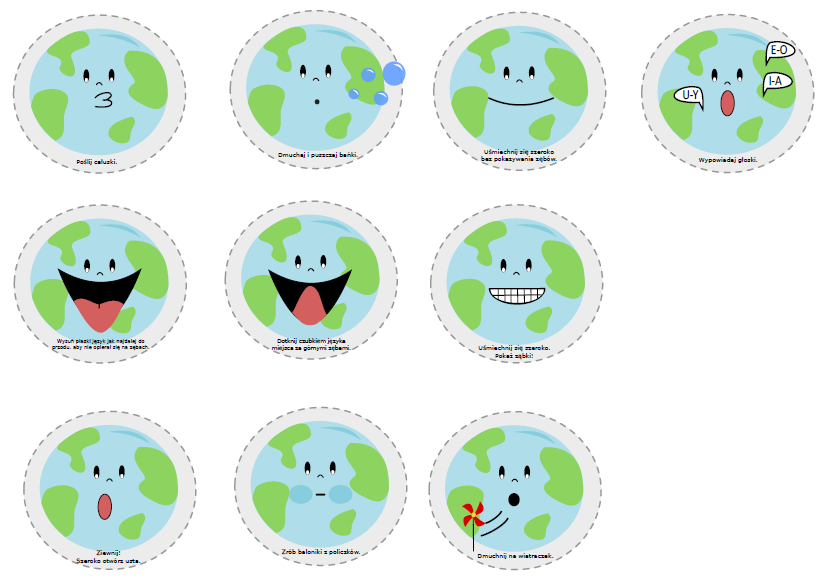 Poślij całuski.
Dmuchaj i puszczaj bańki.
Uśmiechnij się szeroko
bez pokazywania zębów.
E-O
I-A
U-Y
Wypowiadaj głoski.
Wysuń płaski język jak najdalej do
przodu, aby nie opierał się na zębach.
Dotknij czubkiem języka
miejsca za górnymi zębami.
Uśmiechnij się szeroko.
Pokaż ząbki!
Ziewnij!
Szeroko otwórz usta.
Zrób baloniki z policzków.
Dmuchnij na wiatraczek.